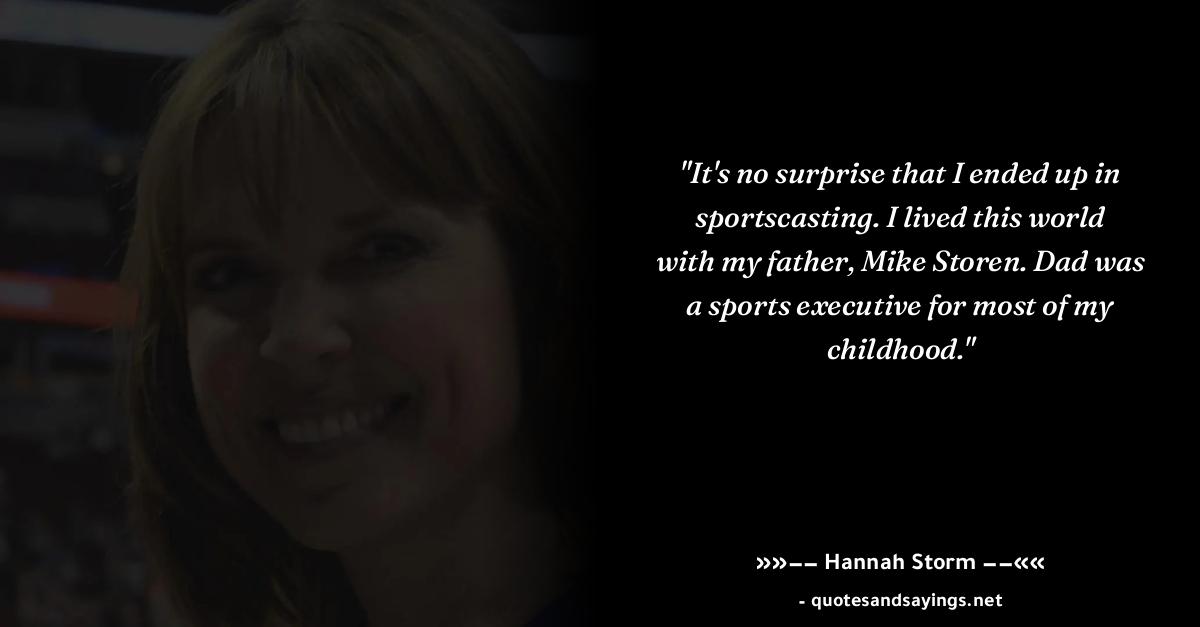 "It's no surprise that I ended up in
sportscasting. I lived this world
with my father, Mike Storen. Dad was
a sports executive for most of my
childhood."
»»−− Hannah Storm −−««
- quotesandsayings.net